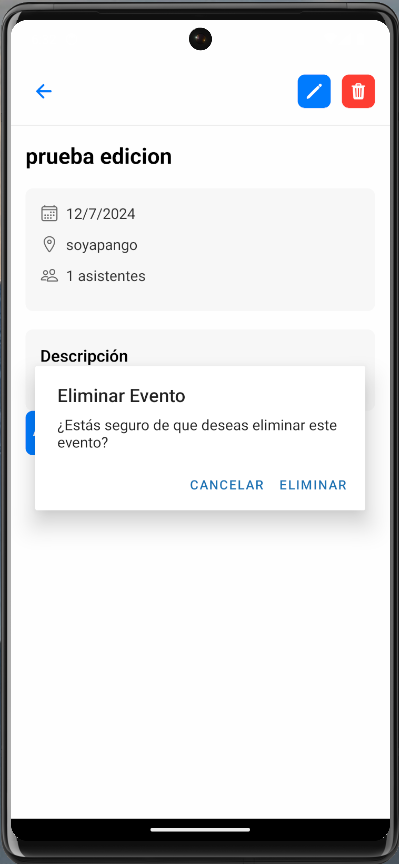 prueba edicion
12/7/2024
soyapango
1 asistentes
Descripción
Eliminar Evento
¿Estás seguro de que deseas eliminar este
evento?
CANCELAR ELIMINAR